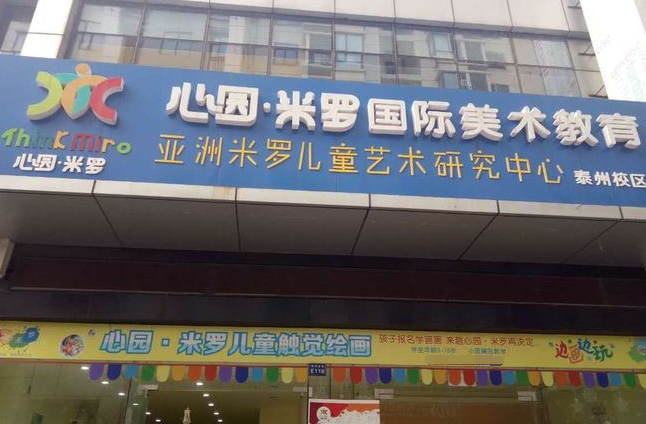 心园·米罗国际美术教育
Think miro
心园·米罗
亚洲米罗儿童艺术研究中心 泰州校区
心园·米罗儿童触觉绘画
孩子报名学画画 来趣心园·米罗再决定
边画边玩
E118